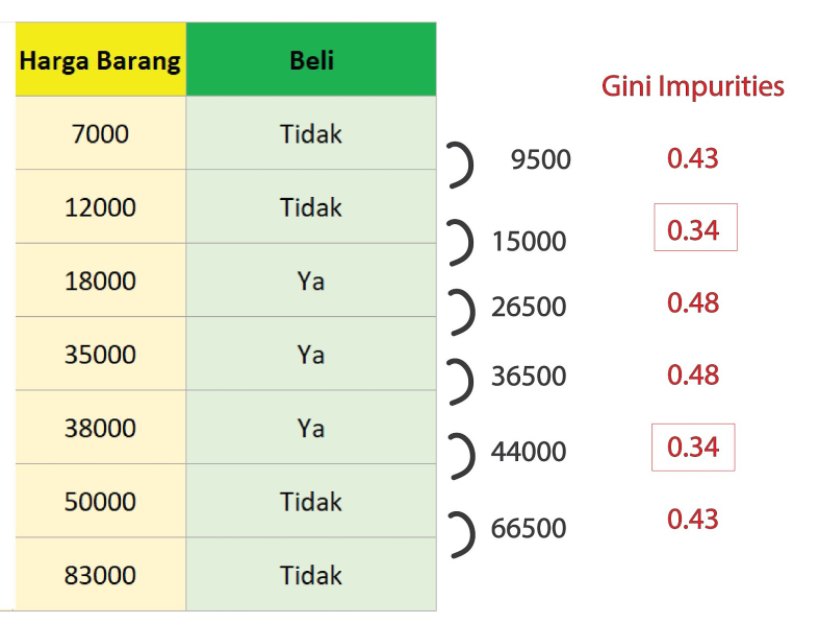 Harga Barang Beli
Gini Impurities
7000 Tidak
9500 0.43
12000 Tidak
15000 0.34
18000 Ya
26500 0.48
35000 Ya
36500 0.48
38000 Ya
44000 0.34
50000 Tidak
66500 0.43
83000 Tidak